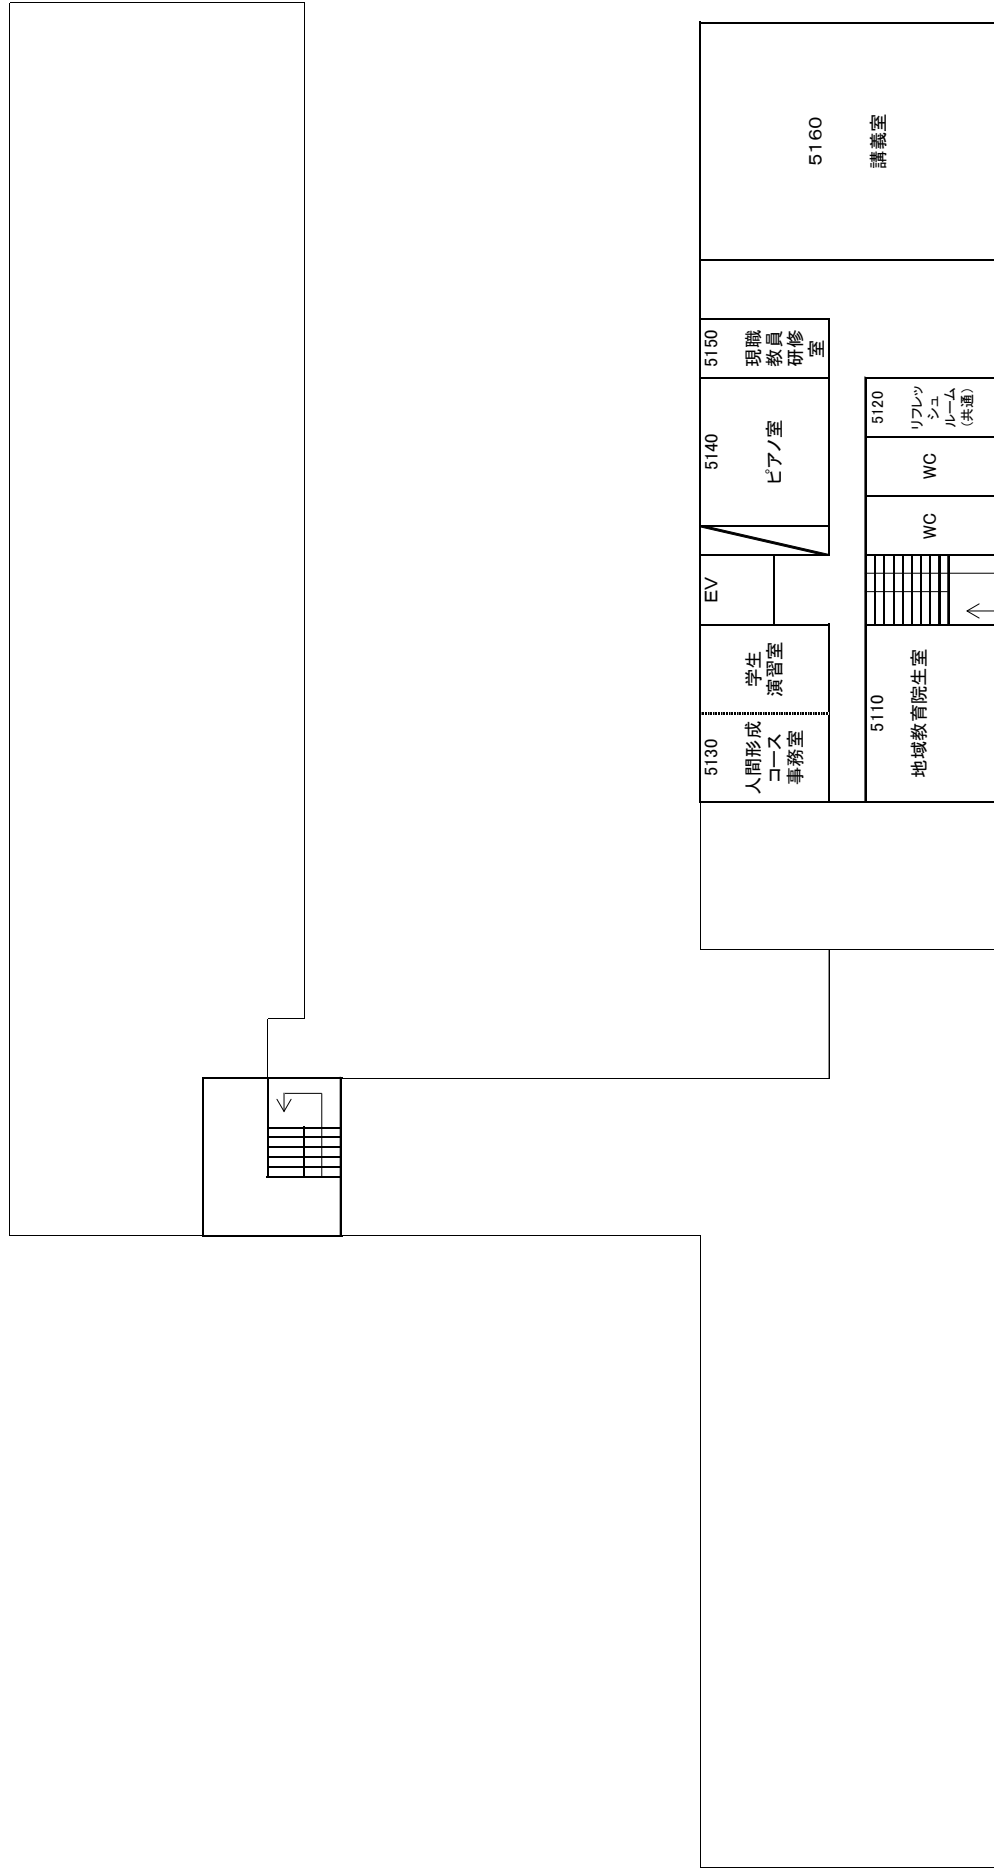 5160
講義室
5150
現職
教員
研修
室
5140
ピアノ室
EV
学生
演習室
5130
人間形成
コース
事務室
5120
リフレッ
シュ
ルーム
(共通)
WC
WC
5110
地域教育院生室